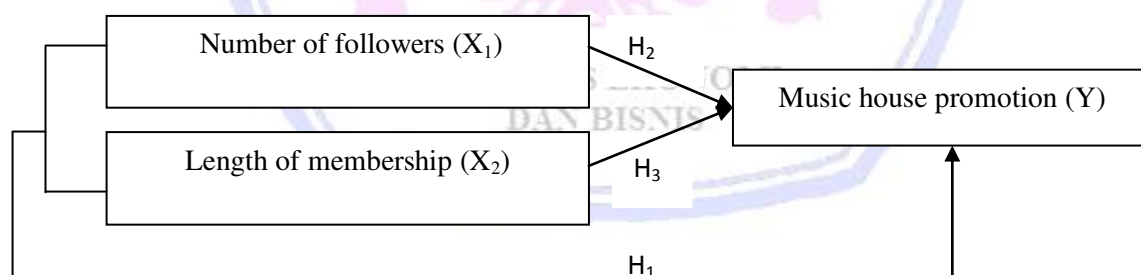 Number of followers (X₁)
H₂
Music house promotion (Y)
DAN BISNIS
Length of membership (X₂)
H₃
H₁